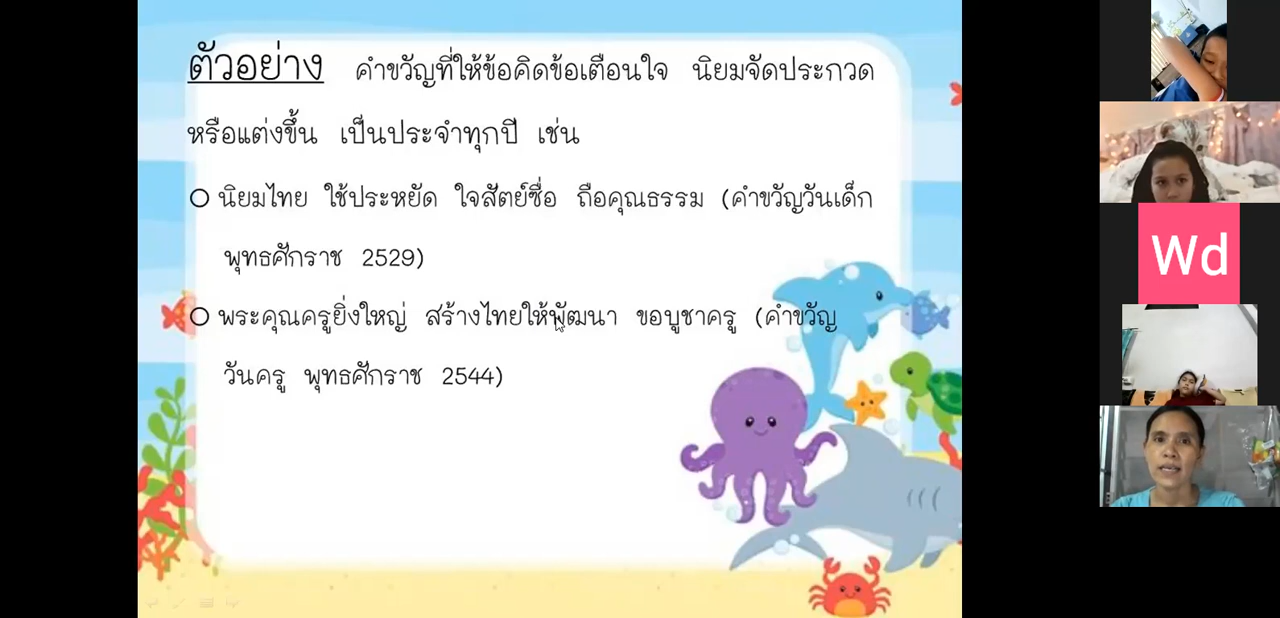 ตัวอย่าง คำขวัญที่ให้ข้อคิดข้อเตือนใจ นิยมจัดประกวด
หรือแต่งขึ้น เป็นประจำทุกปี เช่น
นิยมไทย ใช้ประหยัด ใจสัตย์ซื่อ ถือคุณธรรม (คำขวัญวันเด็ก
พุทธศักราช 2529)
พระคุณครูยิ่งใหญ่ สร้างไทยให้พัฒนา ขอบูชาครู (คำขวัญ
วันครู พุทธศักราช 2544)
Wd